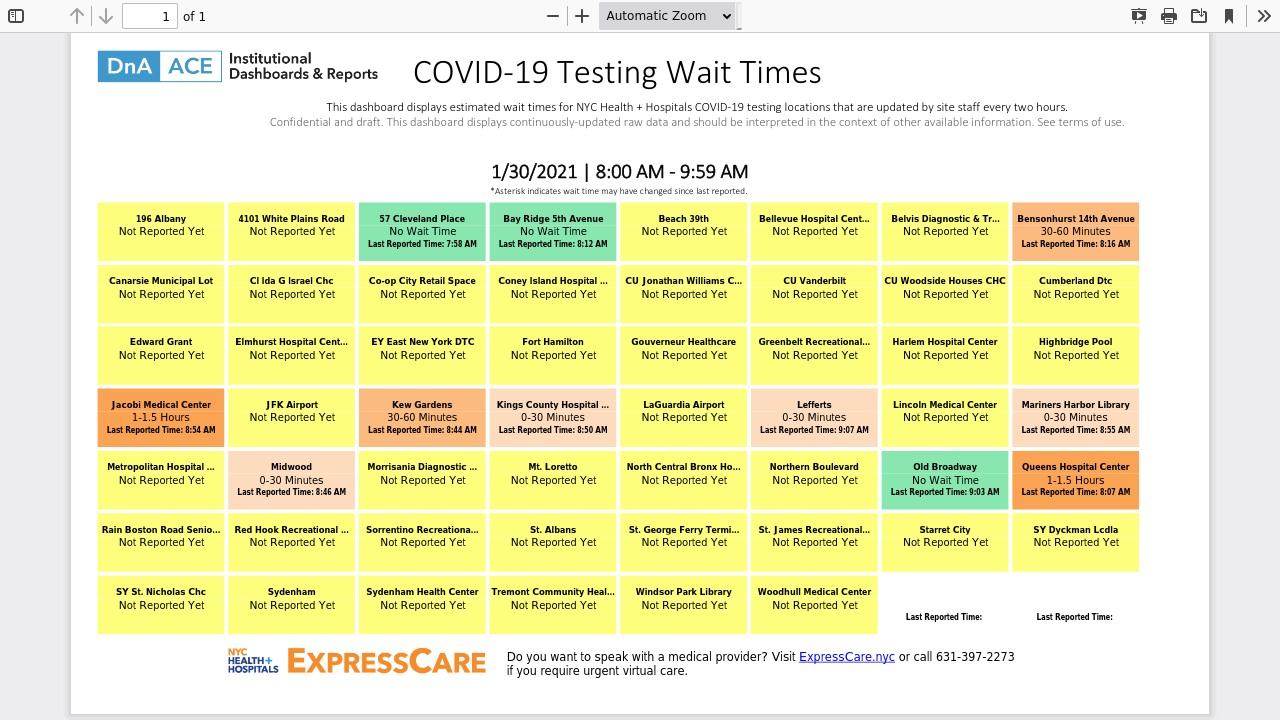 1 of 1 Automatic Zoom
DnA ACE Institutional
Dashboards & Reports
COVID-19 Testing Wait Times
This dashboard displays estimated wait times for NYC Health + Hospitals COVID-19 testing locations that are updated by site staff every two hours.
Confidential and draft. This dashboard displays continuously-updated raw data and should be interpreted in the context of other available information. See terms of use.
1/30/2021 | 8:00 AM - 9:59 AM
*Asterisk indicates wait time may have changed since last reported.
196 Albany
Not Reported Yet
4101 White Plains Road
Not Reported Yet
57 Cleveland Place
No Wait Time
Last Reported Time: 7:58 AM
Bay Ridge 5th Avenue
No Wait Time
Last Reported Time: 8:12 AM
Beach 39th
Not Reported Yet
Bellevue Hospital Cent...
Not Reported Yet
Belvis Diagnostic & Tr...
Not Reported Yet
Bensonhurst 14th Avenue
30-60 Minutes
Last Reported Time: 8:16 AM
Canarsie Municipal Lot
Not Reported Yet
CI Ida G Israel Chc
Not Reported Yet
Co-op City Retail Space
Not Reported Yet
Coney Island Hospital ...
Not Reported Yet
CU Jonathan Williams C...
Not Reported Yet
CU Vanderbilt
Not Reported Yet
CU Woodside Houses CHC
Not Reported Yet
Cumberland Dtc
Not Reported Yet
Edward Grant
Not Reported Yet
Elmhurst Hospital Cent...
Not Reported Yet
EY East New York DTC
Not Reported Yet
Fort Hamilton
Not Reported Yet
Gouverneur Healthcare
Not Reported Yet
Greenbelt Recreational...
Not Reported Yet
Harlem Hospital Center
Not Reported Yet
Highbridge Pool
Not Reported Yet
Jacobi Medical Center
1-1.5 Hours
Last Reported Time: 8:54 AM
JFK Airport
Not Reported Yet
Kew Gardens
30-60 Minutes
Last Reported Time: 8:44 AM
Kings County Hospital ...
0-30 Minutes
Last Reported Time: 8:50 AM
LaGuardia Airport
Not Reported Yet
Lefferts
0-30 Minutes
Last Reported Time: 9:07 AM
Lincoln Medical Center
Not Reported Yet
Mariners Harbor Library
0-30 Minutes
Last Reported Time: 8:55 AM
Metropolitan Hospital ...
Not Reported Yet
Midwood
0-30 Minutes
Last Reported Time: 8:46 AM
Morrisania Diagnostic ...
Not Reported Yet
Mt. Loretto
Not Reported Yet
North Central Bronx Ho...
Not Reported Yet
Northern Boulevard
Not Reported Yet
Old Broadway
No Wait Time
Last Reported Time: 9:03 AM
Queens Hospital Center
1-1.5 Hours
Last Reported Time: 8:07 AM
Rain Boston Road Senio...
Not Reported Yet
Red Hook Recreational ...
Not Reported Yet
Sorrentino Recreationa...
Not Reported Yet
St. Albans
Not Reported Yet
St. George Ferry Termi...
Not Reported Yet
St. James Recreational...
Not Reported Yet
Starret City
Not Reported Yet
SY Dyckman Lcdla
Not Reported Yet
SY St. Nicholas Chc
Not Reported Yet
Sydenham
Not Reported Yet
Sydenham Health Center
Not Reported Yet
Tremont Community Heal...
Not Reported Yet
Windsor Park Library
Not Reported Yet
Woodhull Medical Center
Not Reported Yet
Last Reported Time:
Last Reported Time:
NYC
HEALTH+
HOSPITALS
EXPRESSCARE
Do you want to speak with a medical provider? Visit ExpressCare.nyc or call 631-397-2273
if you require urgent virtual care.